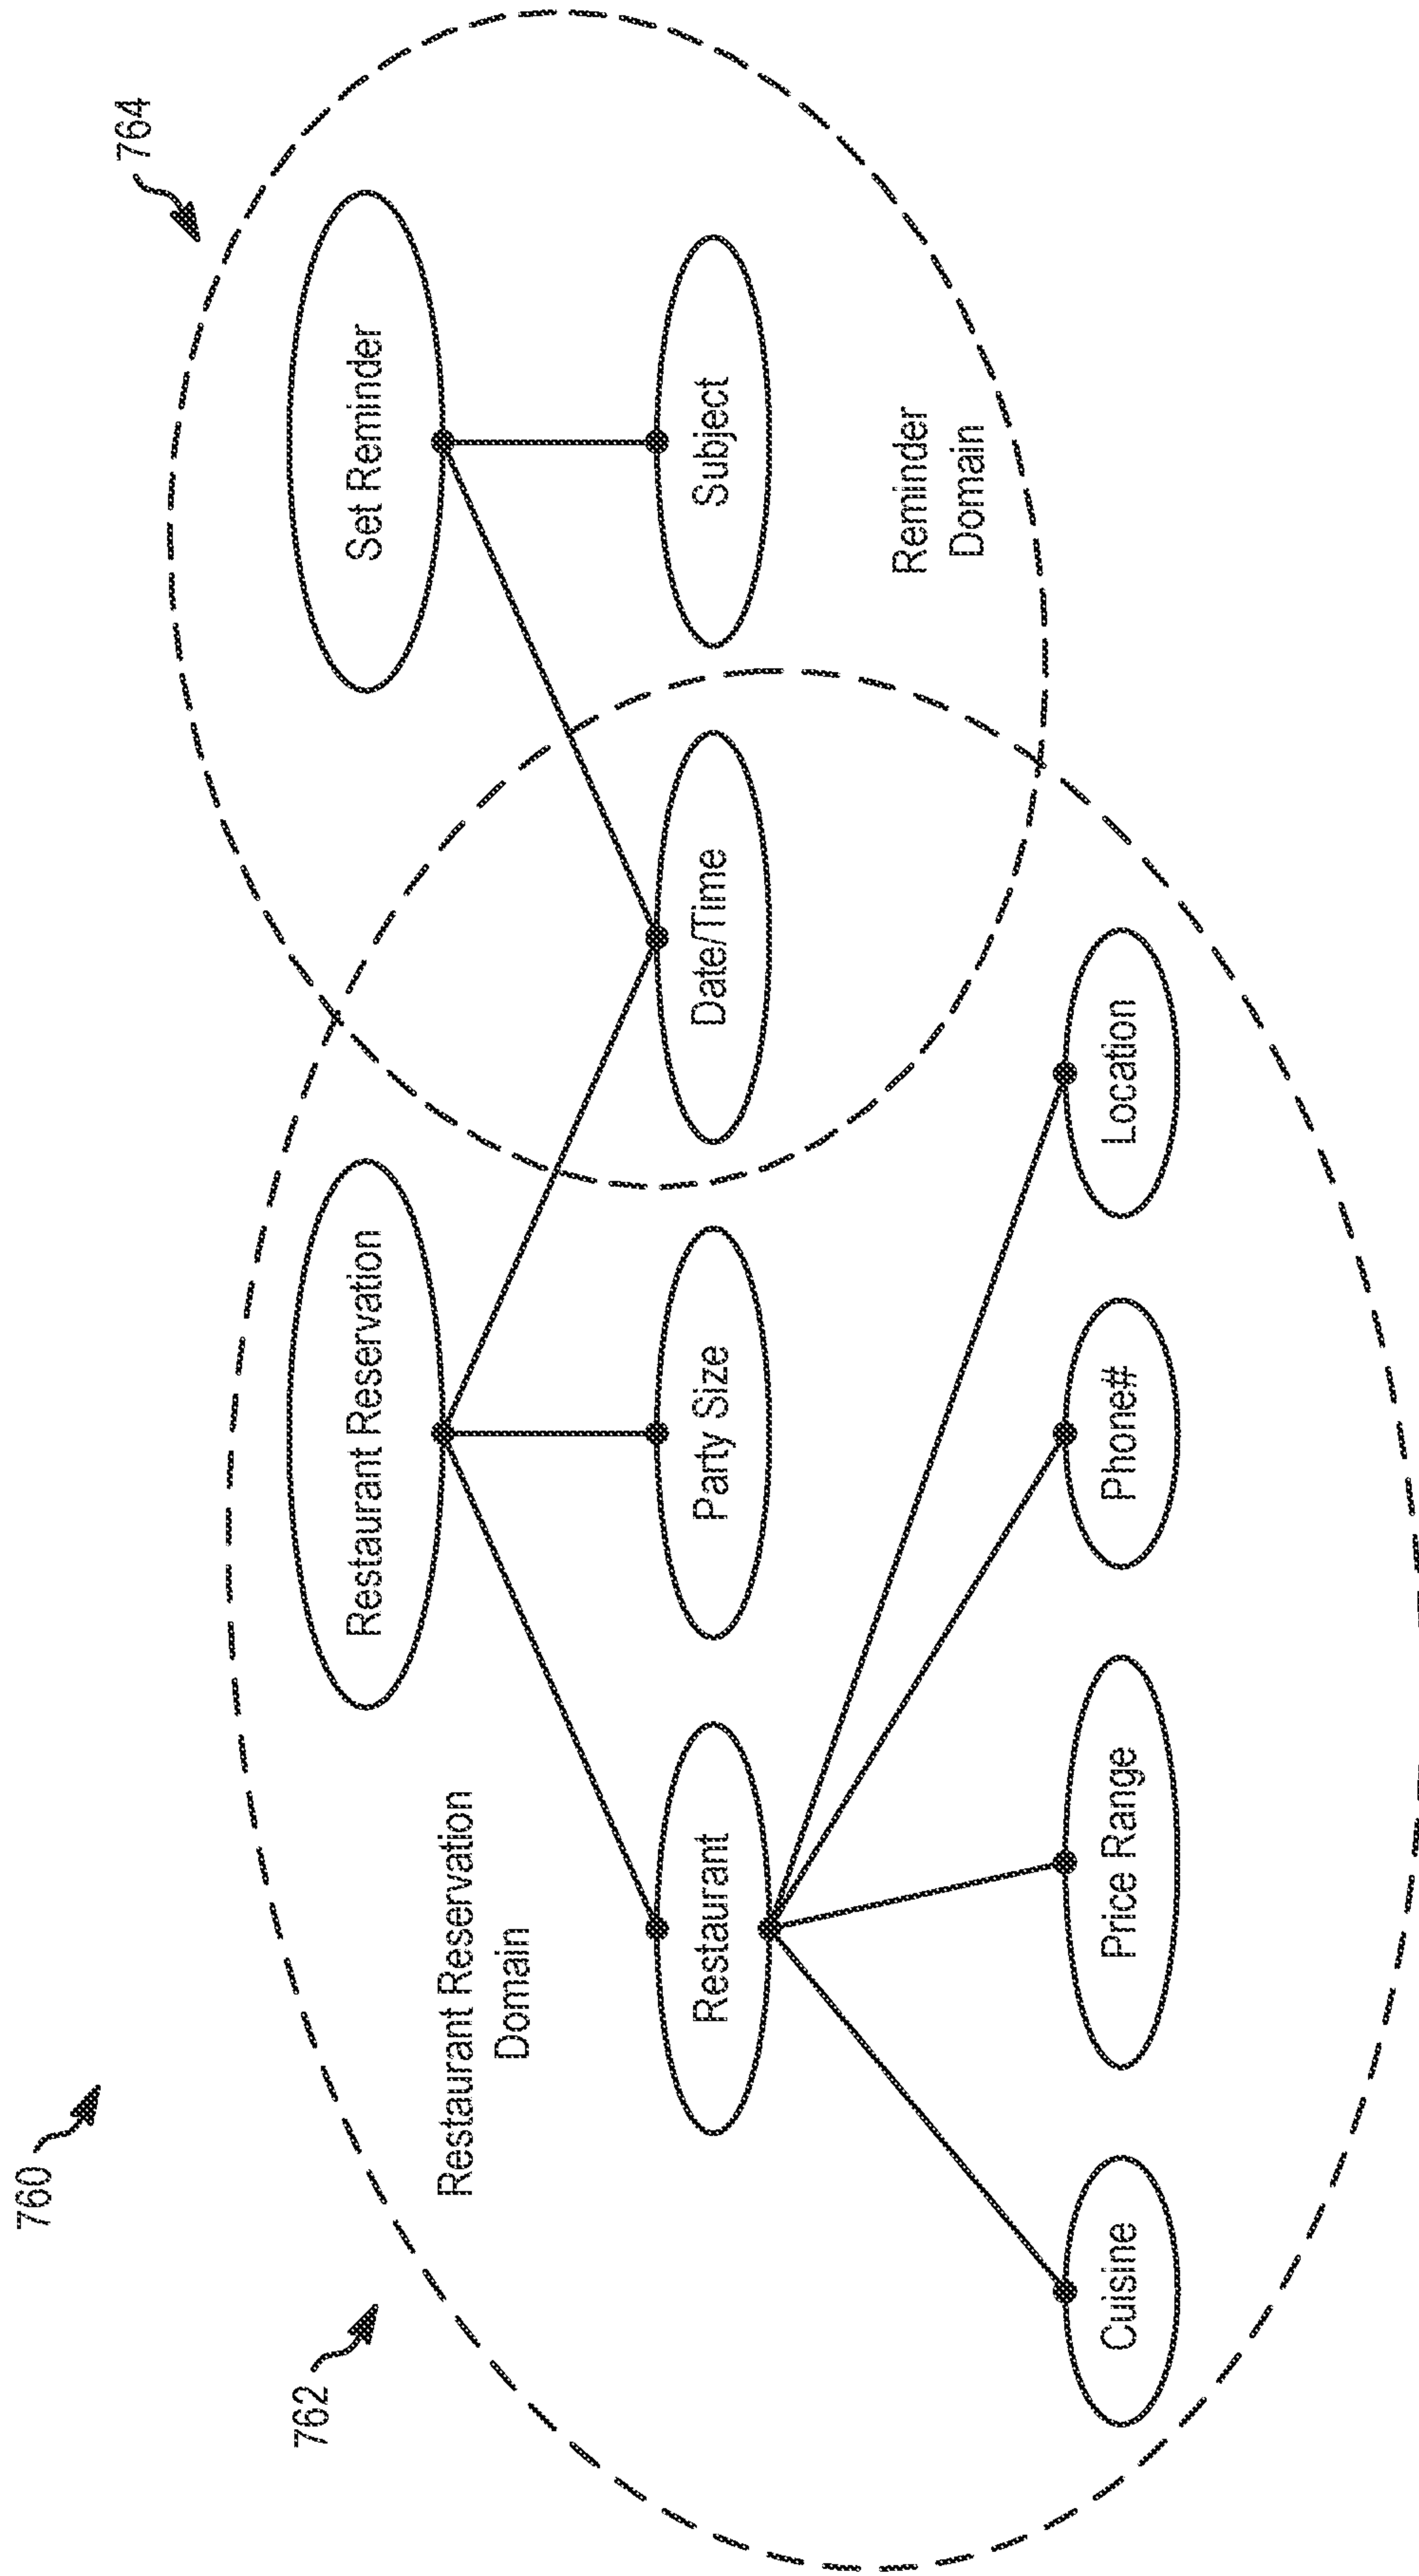 760
762
764
Restaurant Reservation
Set Reminder
Restaurant Reservation
Domain
Restaurant
Party Size
Date/Time
Subject
Reminder
Domain
Cuisine
Price Range
Phone#
Location